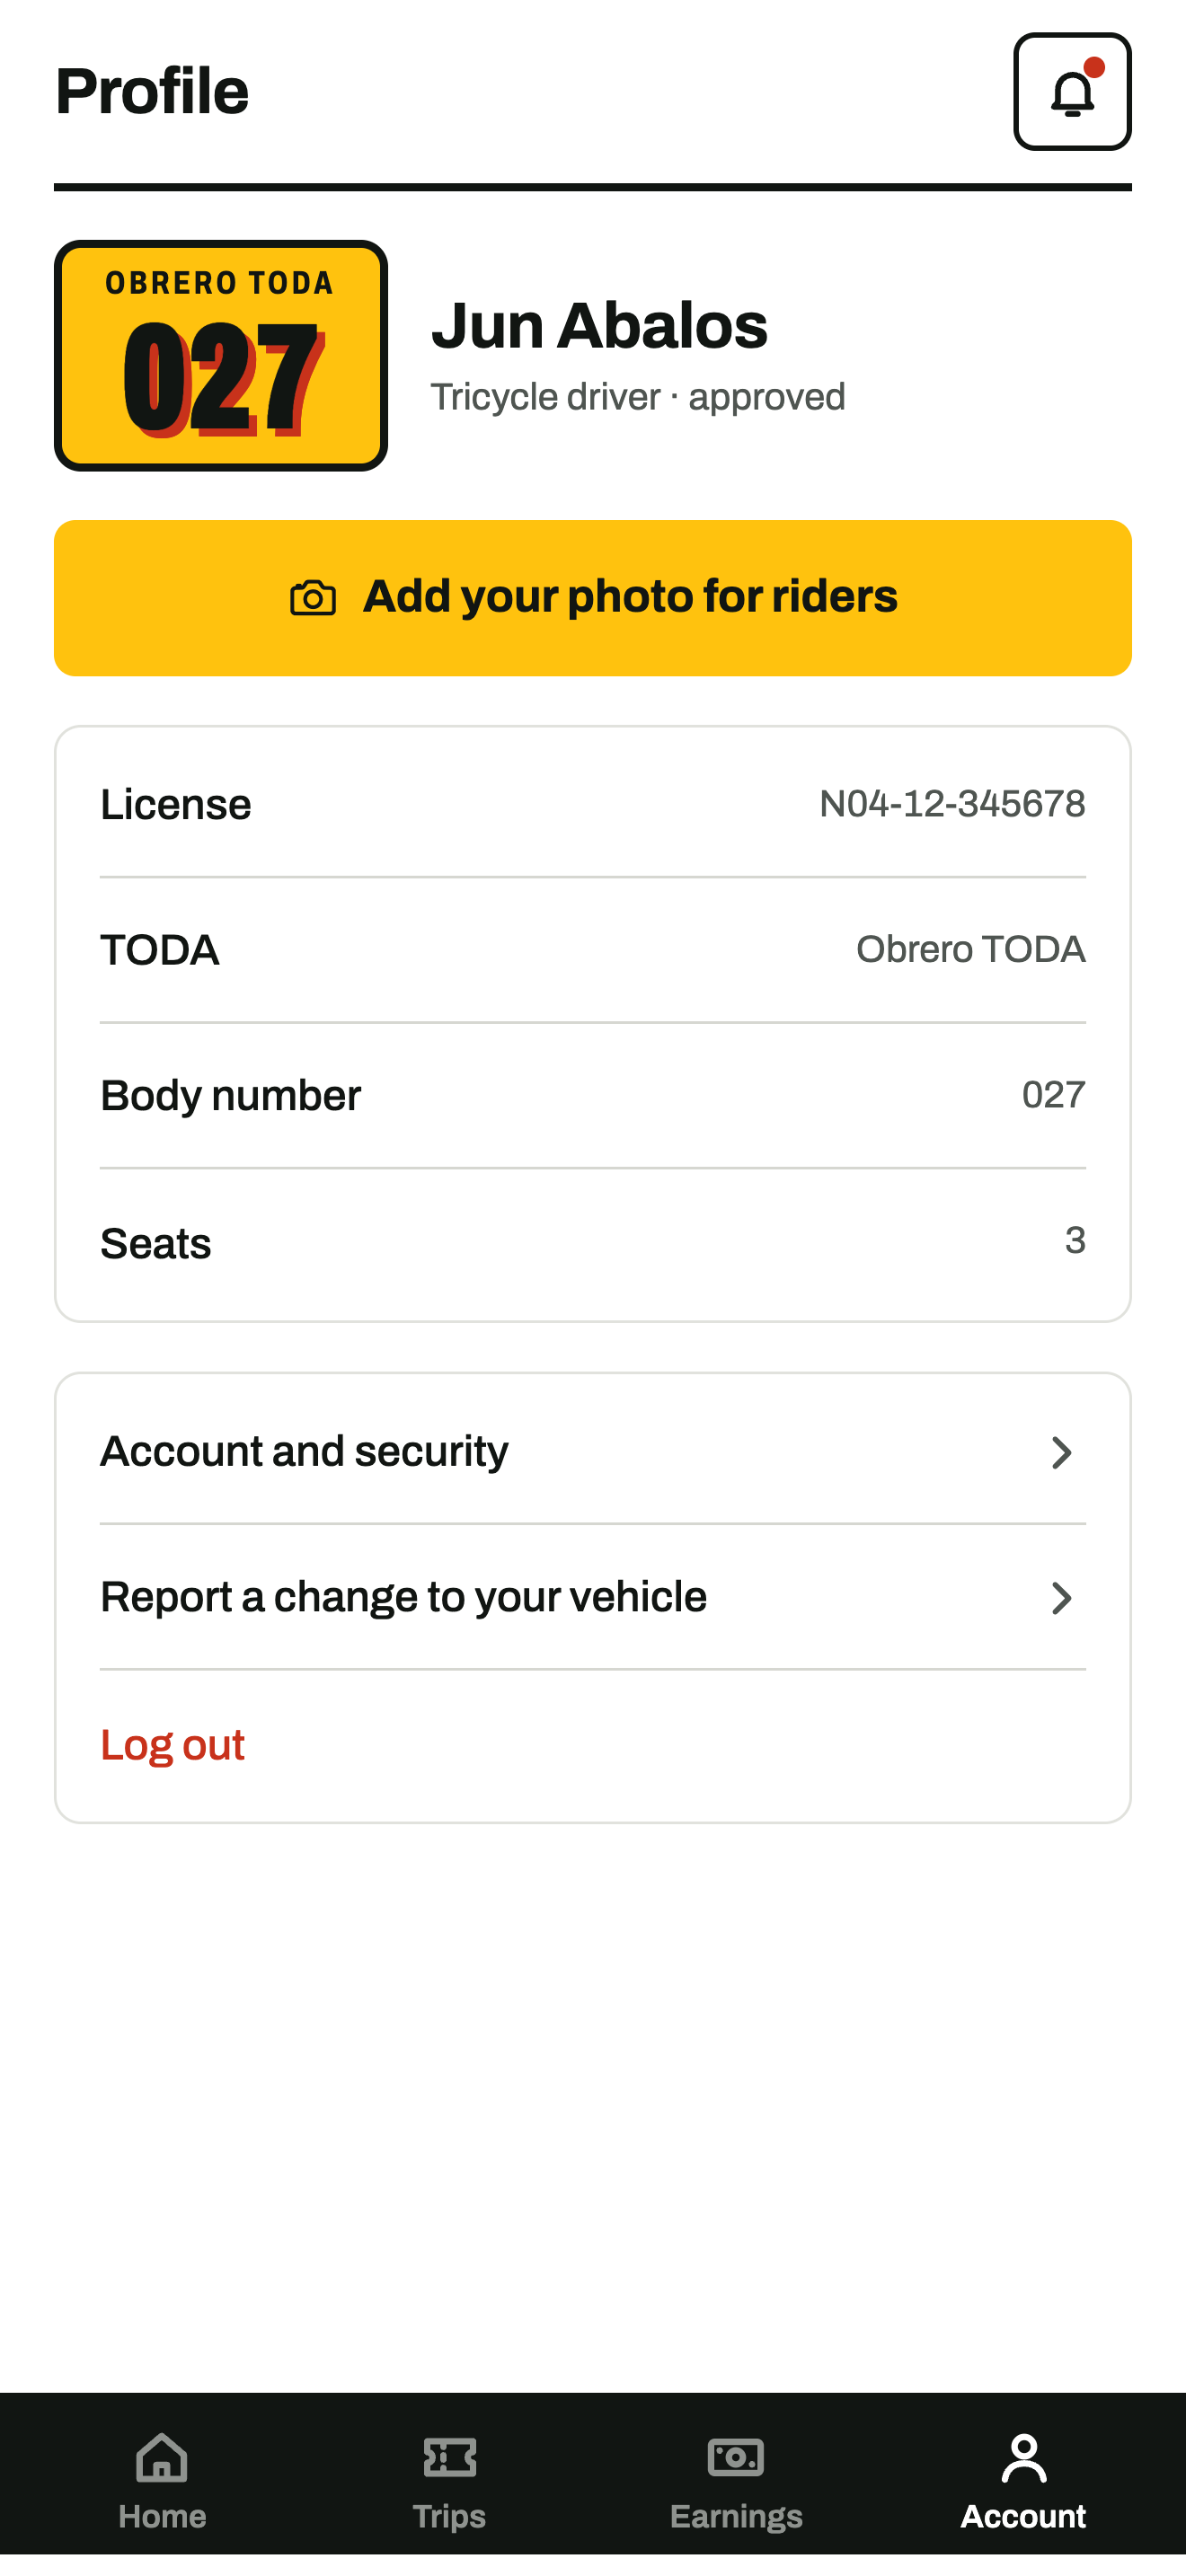 Profile
OBRERO TODA
027
Jun Abalos
Tricycle driver · approved
Add your photo for riders
License N04-12-345678
TODA Obrero TODA
Body number 027
Seats 3
Account and security
Report a change to your vehicle
Log out
Home Trips Earnings Account